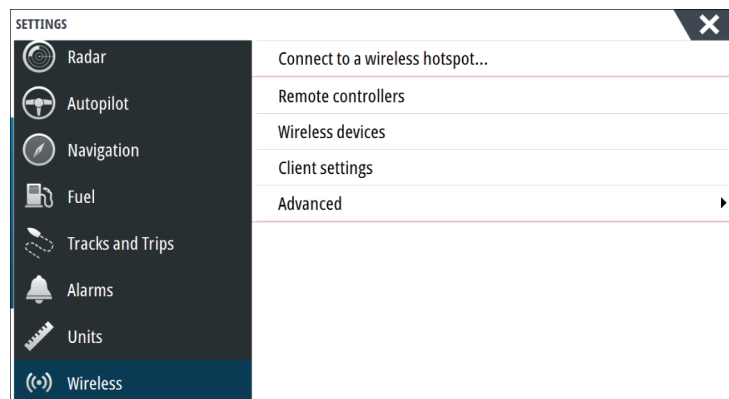 SETTINGS
Radar
Autopilot
Navigation
Fuel
Tracks and Trips
Alarms
Units
Wireless
Connect to a wireless hotspot...
Remote controllers
Wireless devices
Client settings
Advanced